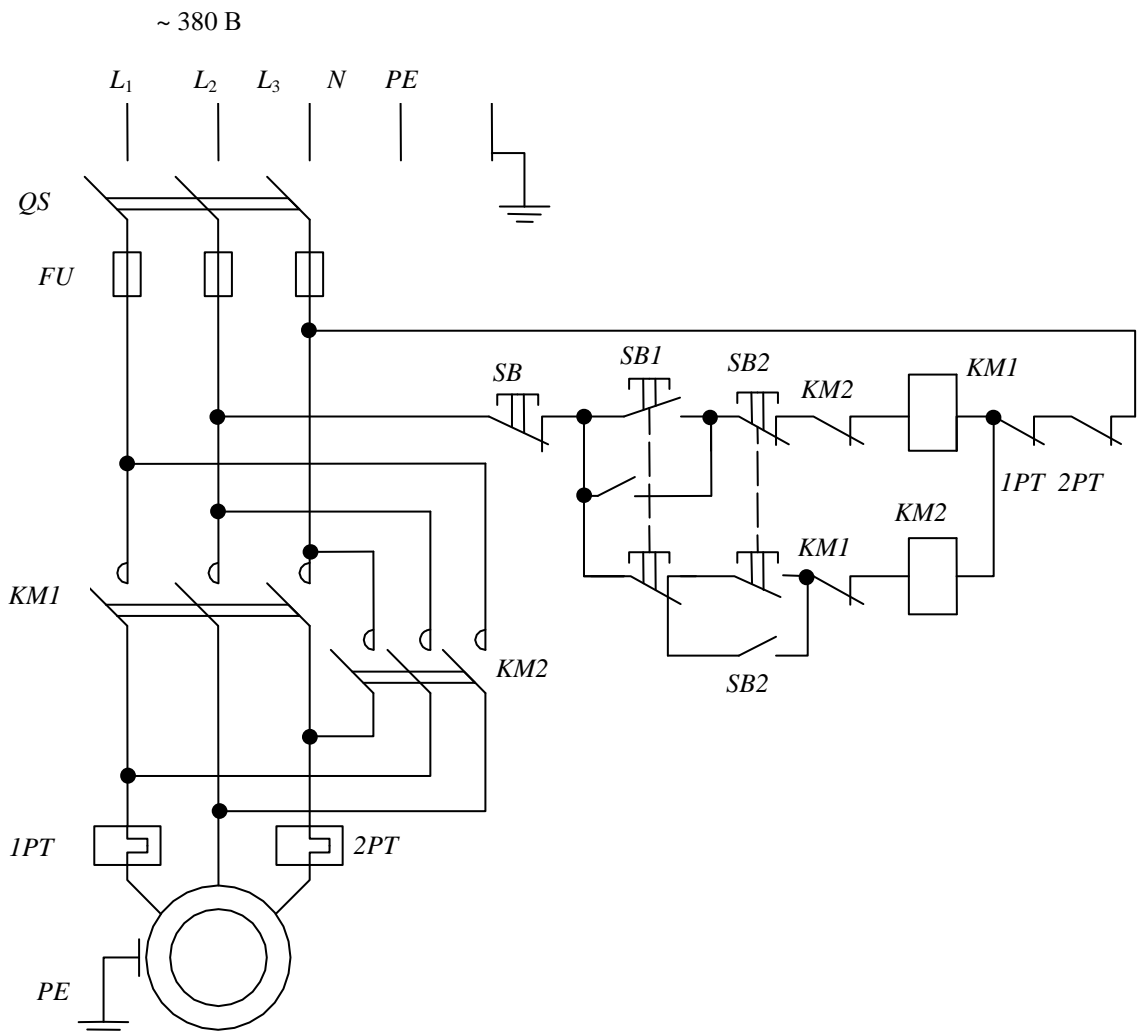 ~ 380 В
L1 L2 L3 N PE
QS
FU
SB SB1 SB2 KM2 KM1
1PT 2PT
KM2
KM1
KM1
KM2
SB2
1PT 2PT
PE